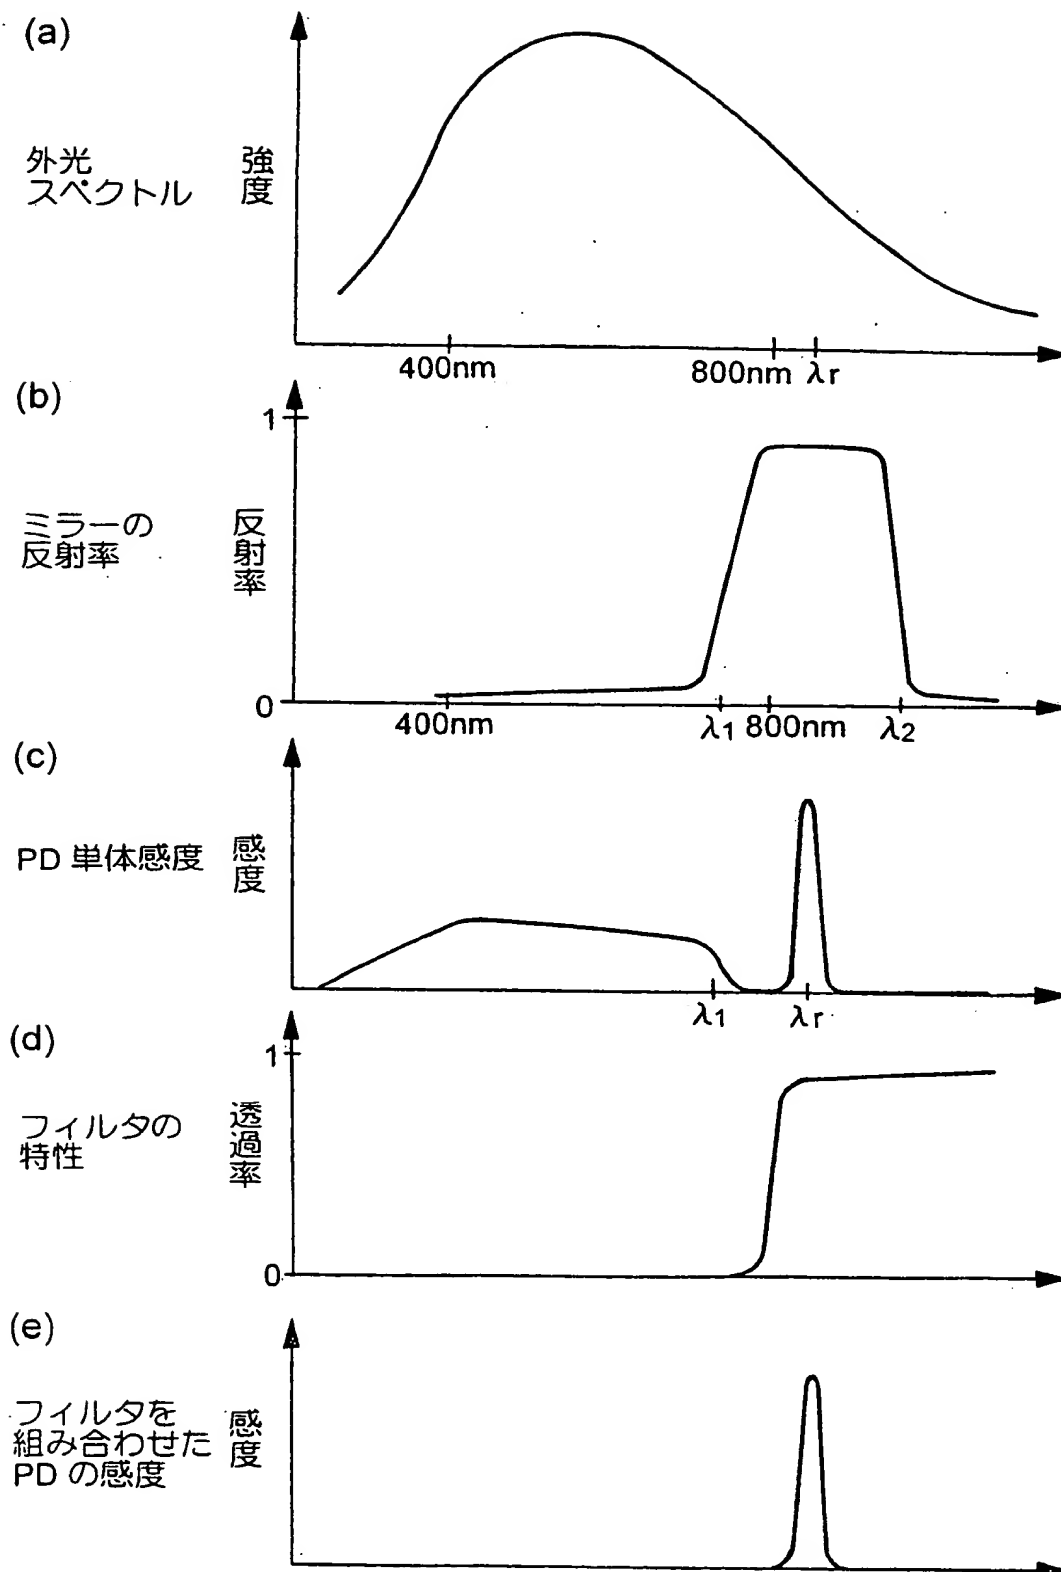 (a)
外光
スペクトル
強度
400nm
800nm λr
(b)
1
ミラーの
反射率
反射率
0
400nm
λ1 800nm λ2
(c)
PD 単体感度
感度
λ1
λr
(d)
1
フィルタの
特性
透過率
0
(e)
フィルタを
組み合わせた
PD の感度
感度